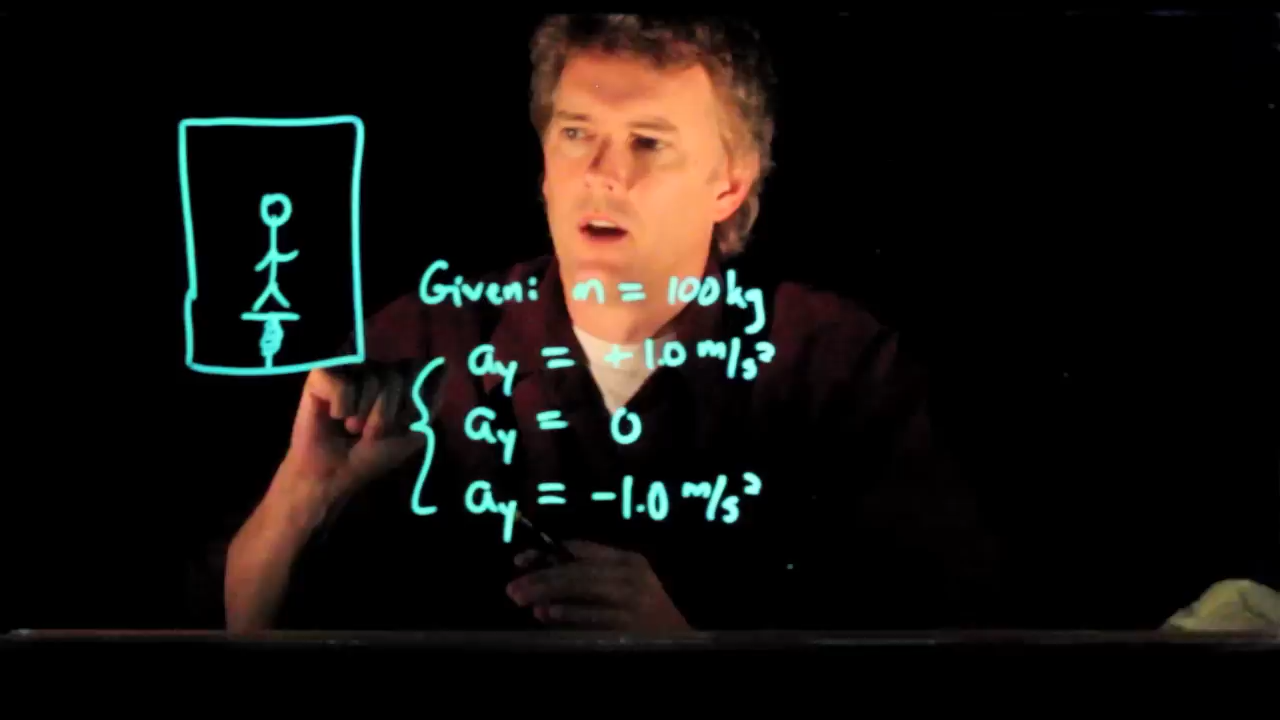 Given: m = 100 kg
ay = +1.0 m/s²
ay = 0
ay = -1.0 m/s²